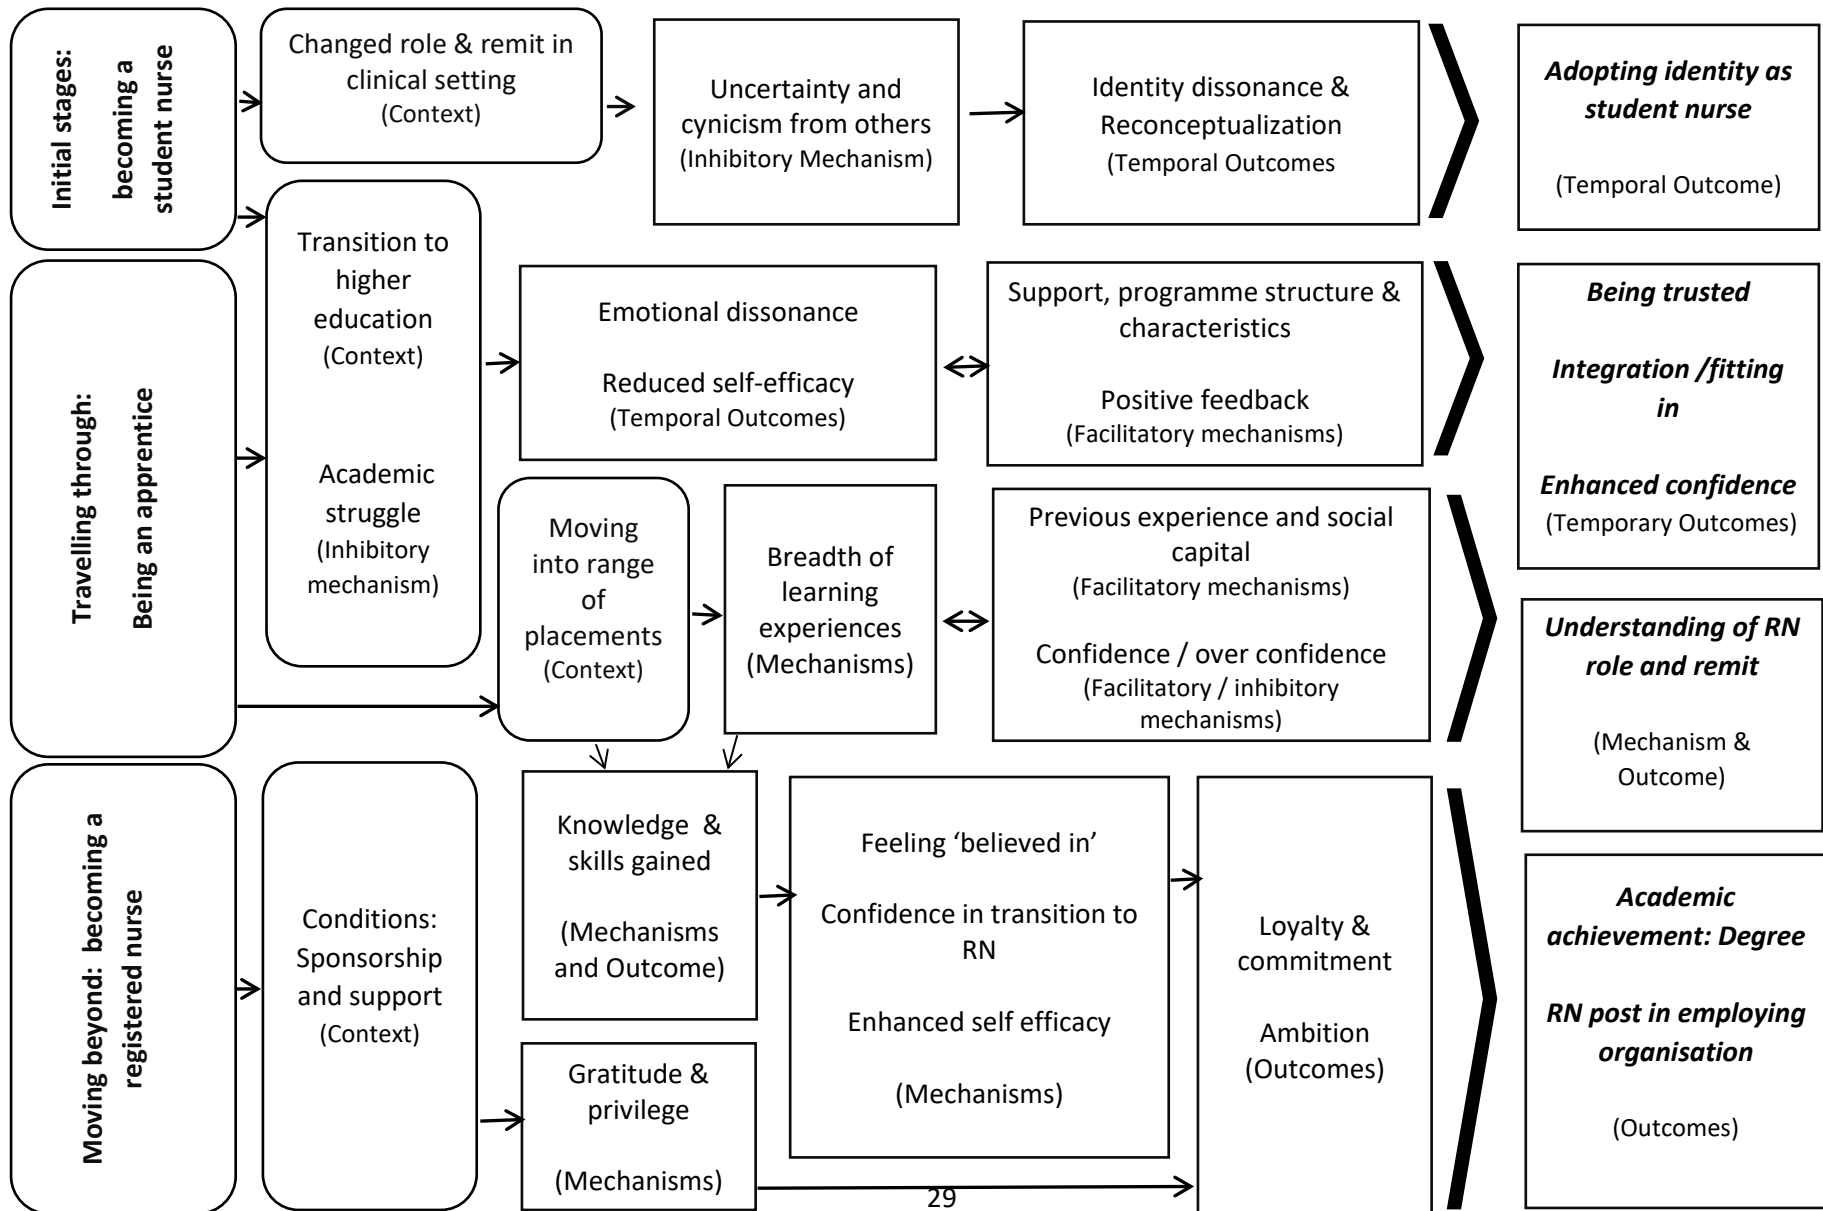 Initial stages:
becoming a
student nurse
Changed role & remit in
clinical setting
(Context)
Uncertainty and
cynicism from others
(Inhibitory Mechanism)
Identity dissonance &
Reconceptualization
(Temporal Outcomes
Adopting identity as
student nurse
(Temporal Outcome)
Travelling through:
Being an apprentice
Transition to
higher
education
(Context)
Academic
struggle
(Inhibitory
mechanism)
Emotional dissonance
Reduced self-efficacy
(Temporal Outcomes)
Support, programme structure &
characteristics
Positive feedback
(Facilitatory mechanisms)
Being trusted
Integration /fitting
in
Enhanced confidence
(Temporary Outcomes)
Moving
into range
of
placements
(Context)
Breadth of
learning
experiences
(Mechanisms)
Previous experience and social
capital
(Facilitatory mechanisms)
Confidence / over confidence
(Facilitatory / inhibitory
mechanisms)
Understanding of RN
role and remit
(Mechanism &
Outcome)
Moving beyond: becoming a
registered nurse
Conditions:
Sponsorship
and support
(Context)
Knowledge &
skills gained
(Mechanisms
and Outcome)
Gratitude &
privilege
(Mechanisms)
Feeling ‘believed in’
Confidence in transition to
RN
Enhanced self efficacy
(Mechanisms)
Loyalty &
commitment
Ambition
(Outcomes)
Academic
achievement: Degree
RN post in employing
organisation
(Outcomes)
29